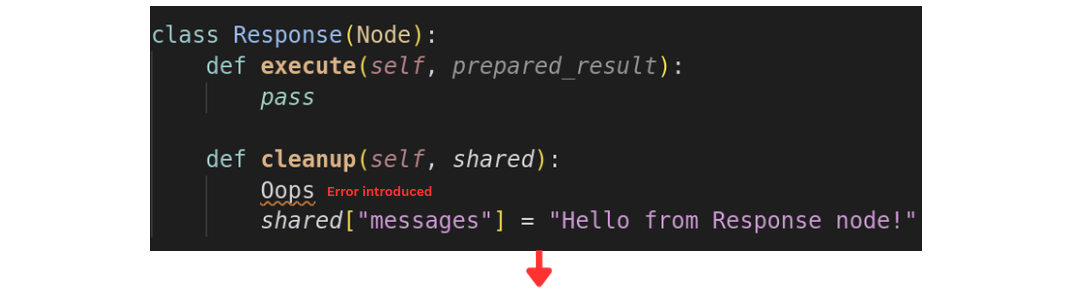 class Response(Node):
def execute(self, prepared_result):
pass
def cleanup(self, shared):
Oops Error introduced
shared["messages"] = "Hello from Response node!"